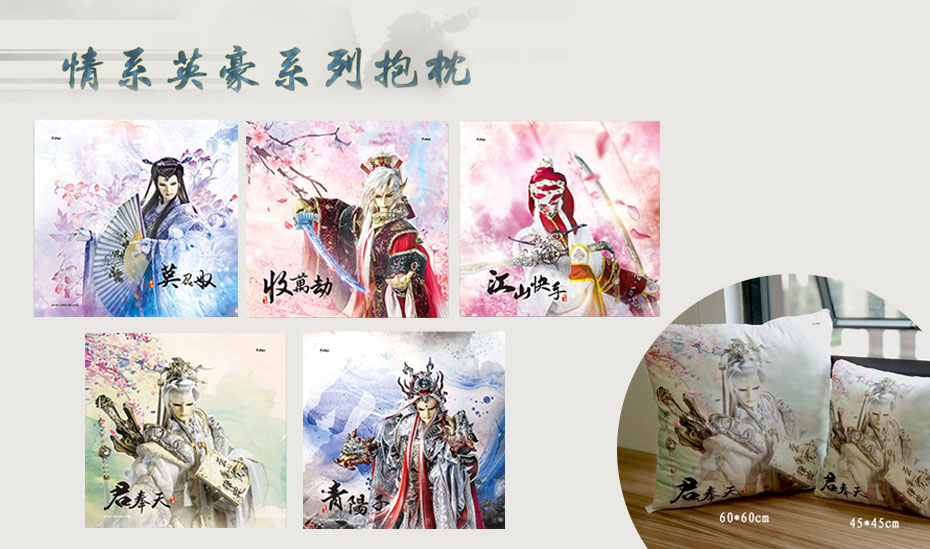 情系英豪系列抱枕
莫召奴
收萬劫
江山快手
君奉天
青陽子
君奉天
60*60cm
君奉天
45*45cm